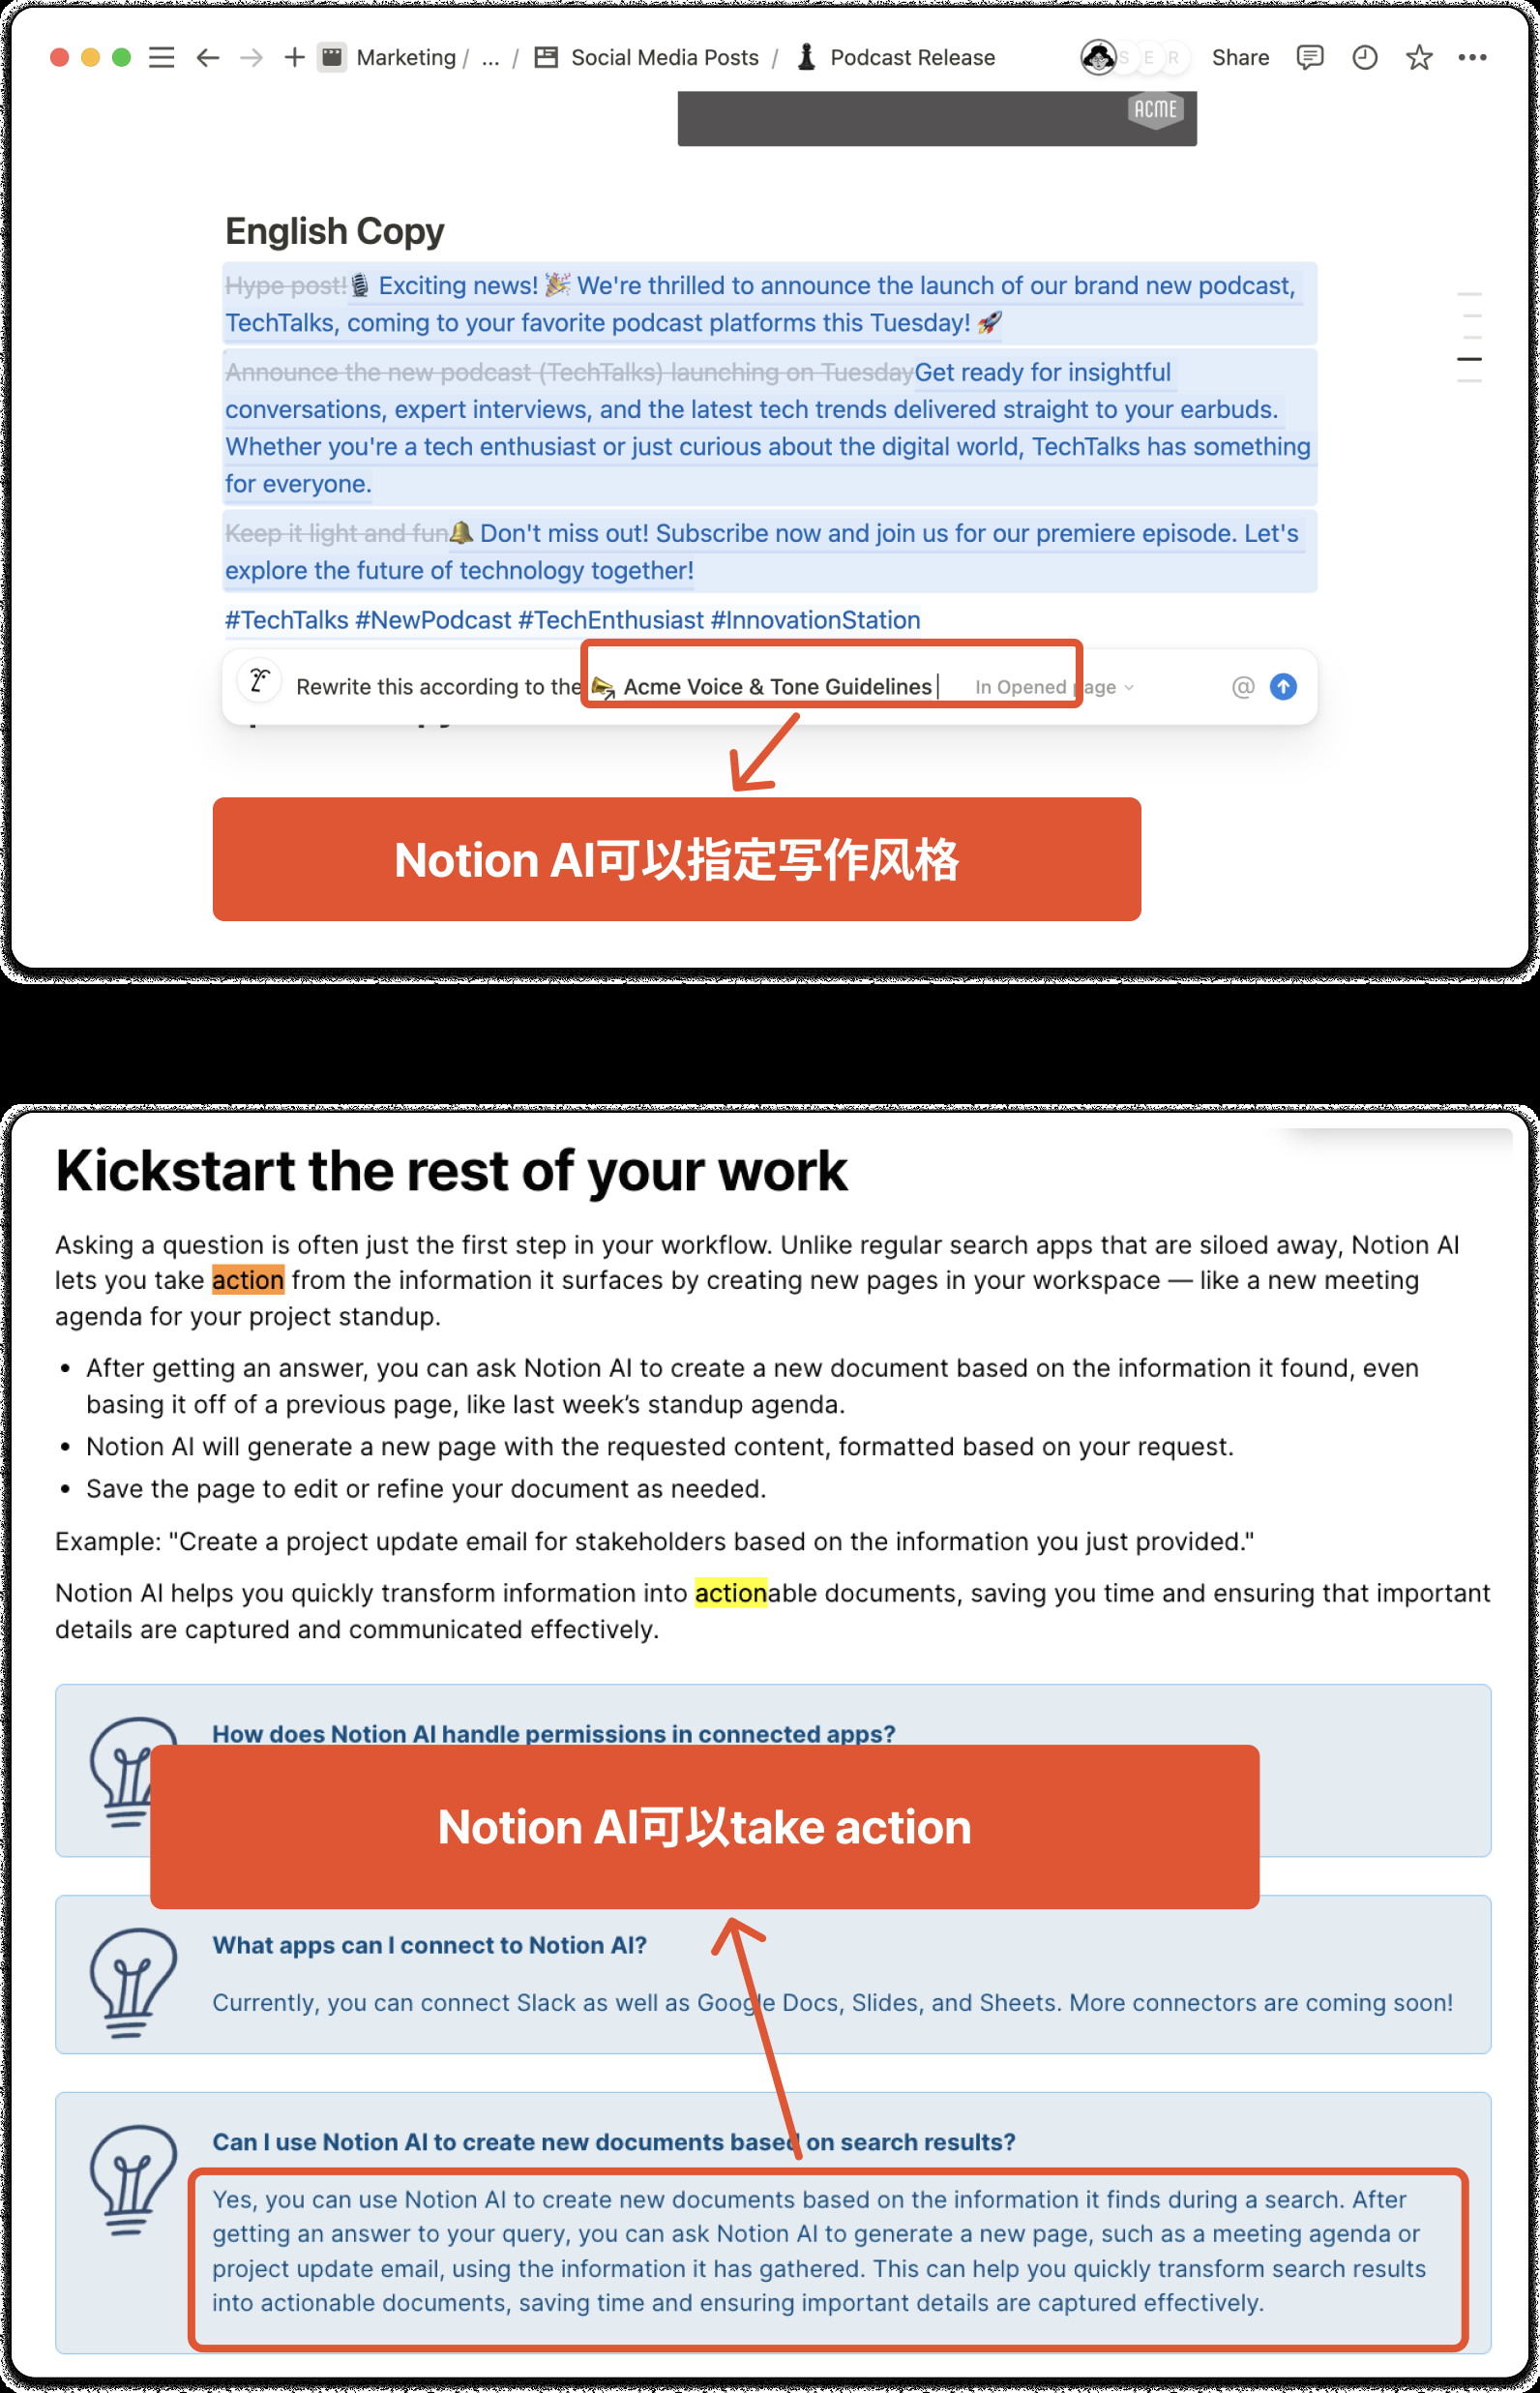 Marketing / ... / Social Media Posts / Podcast Release S E R Share
ACME
English Copy
Hype post!🎙️ Exciting news! 🎉 We're thrilled to announce the launch of our brand new podcast,
TechTalks, coming to your favorite podcast platforms this Tuesday! 🚀
Announce the new podcast (TechTalks) launching on TuesdayGet ready for insightful
conversations, expert interviews, and the latest tech trends delivered straight to your earbuds.
Whether you're a tech enthusiast or just curious about the digital world, TechTalks has something
for everyone.
Keep it light and fun🔔 Don't miss out! Subscribe now and join us for our premiere episode. Let's
explore the future of technology together!
#TechTalks #NewPodcast #TechEnthusiast #InnovationStation
Rewrite this according to the Acme Voice & Tone Guidelines In Opened page @
Notion AI可以指定写作风格
Kickstart the rest of your work
Asking a question is often just the first step in your workflow. Unlike regular search apps that are siloed away, Notion AI
lets you take action from the information it surfaces by creating new pages in your workspace — like a new meeting
agenda for your project standup.
• After getting an answer, you can ask Notion AI to create a new document based on the information it found, even
basing it off of a previous page, like last week’s standup agenda.
• Notion AI will generate a new page with the requested content, formatted based on your request.
• Save the page to edit or refine your document as needed.
Example: "Create a project update email for stakeholders based on the information you just provided."
Notion AI helps you quickly transform information into actionable documents, saving you time and ensuring that important
details are captured and communicated effectively.
How does Notion AI handle permissions in connected apps?
Notion AI可以take action
What apps can I connect to Notion AI?
Currently, you can connect Slack as well as Google Docs, Slides, and Sheets. More connectors are coming soon!
Can I use Notion AI to create new documents based on search results?
Yes, you can use Notion AI to create new documents based on the information it finds during a search. After
getting an answer to your query, you can ask Notion AI to generate a new page, such as a meeting agenda or
project update email, using the information it has gathered. This can help you quickly transform search results
into actionable documents, saving time and ensuring important details are captured effectively.